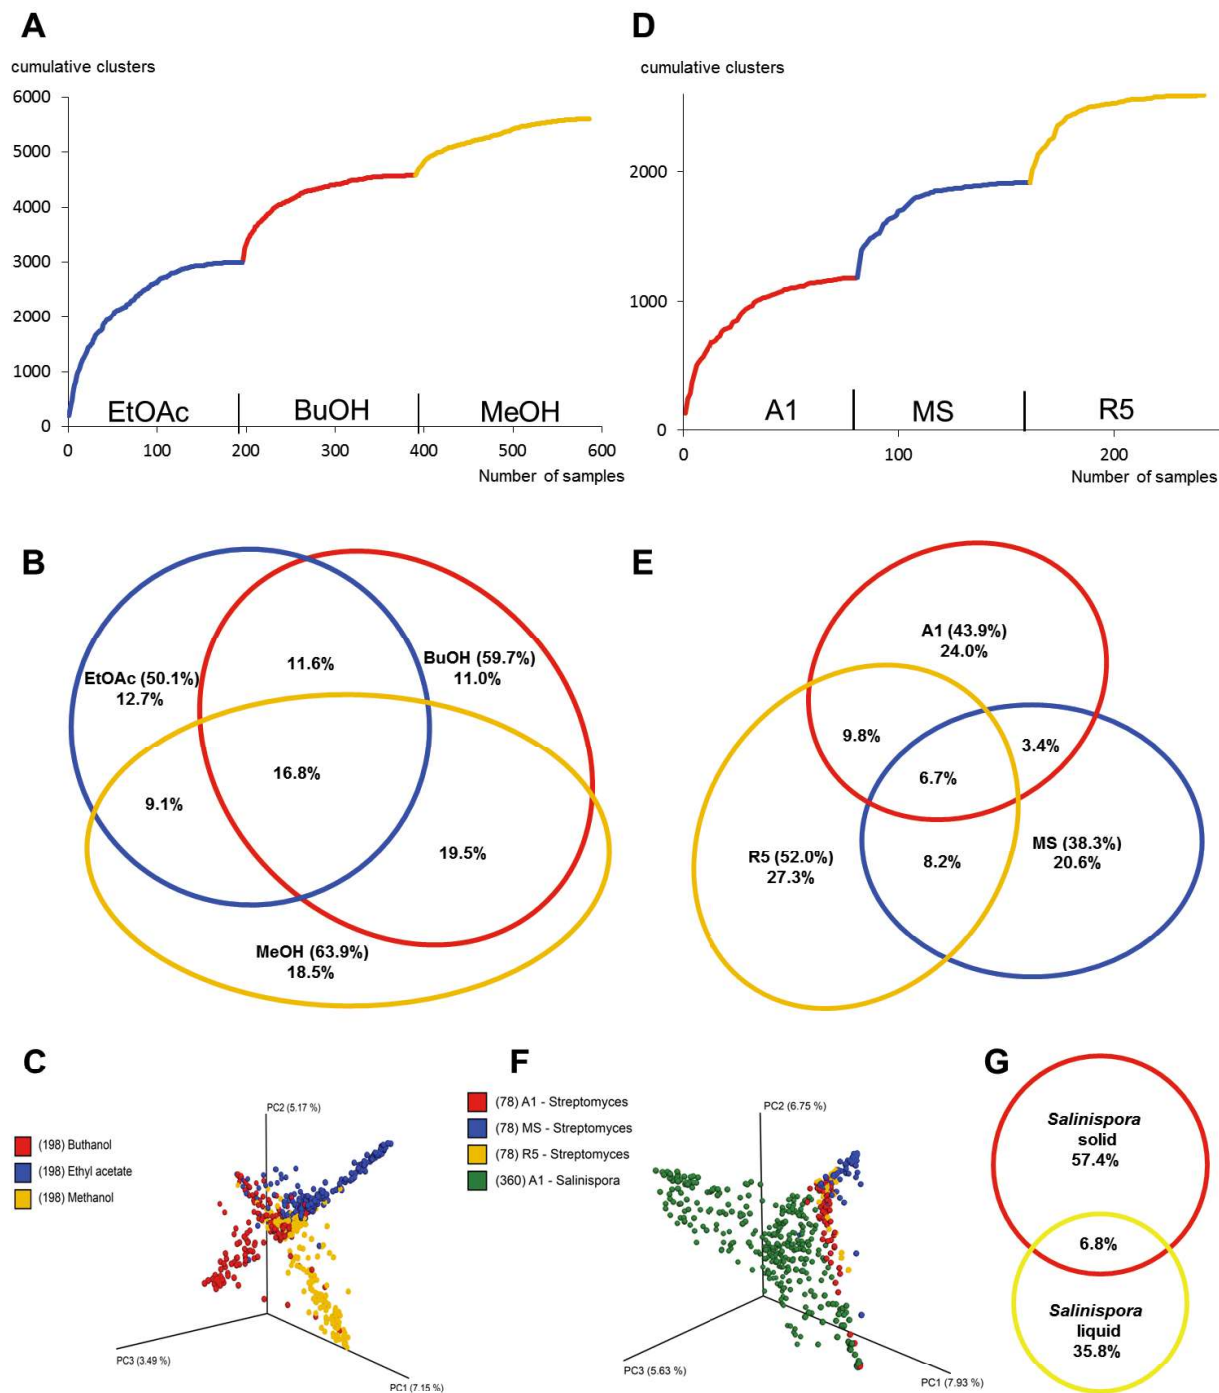 A
cumulative clusters
6000
5000
4000
3000
2000
1000
0
EtOAc
BuOH
MeOH
0
100
200
300
400
500
600
Number of samples
D
cumulative clusters
2000
1000
0
A1
MS
R5
0
100
200
Number of samples
B
EtOAc (50.1%)
12.7%
11.6%
BuOH (59.7%)
11.0%
16.8%
9.1%
19.5%
MeOH (63.9%)
18.5%
E
A1 (43.9%)
24.0%
9.8%
3.4%
6.7%
R5 (52.0%)
27.3%
8.2%
MS (38.3%)
20.6%
C
(198) Buthanol
(198) Ethyl acetate
(198) Methanol
PC2 (5.17 %)
PC3 (3.49 %)
PC1 (7.15 %)
F
(78) A1 - Streptomyces
(78) MS - Streptomyces
(78) R5 - Streptomyces
(360) A1 - Salinispora
PC2 (6.75 %)
PC3 (5.63 %)
PC1 (7.93 %)
G
Salinispora
solid
57.4%
6.8%
Salinispora
liquid
35.8%